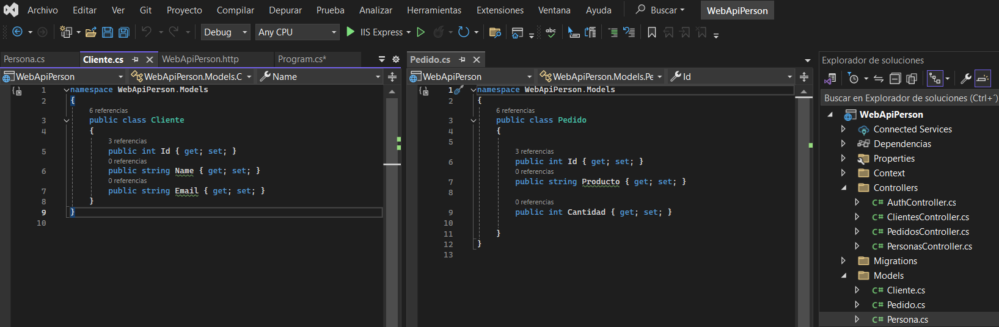 Archivo Editar Ver Git Proyecto Compilar Depurar Prueba Analizar Herramientas Extensiones Ventana Ayuda Buscar WebApiPerson
Debug Any CPU IIS Express abc
Persona.cs Cliente.cs WebApiPerson.http Program.cs*
WebApiPerson WebApiPerson.Models.C Name
1 namespace WebApiPerson.Models
2 {
6 referencias
3 public class Cliente
4 {
3 referencias
5 public int Id { get; set; }
0 referencias
6 public string Name { get; set; }
0 referencias
7 public string Email { get; set; }
8 }
9 }
10
Pedido.cs
WebApiPerson WebApiPerson.Models.Pe Id
1 namespace WebApiPerson.Models
2 {
6 referencias
3 public class Pedido
4 {
5
3 referencias
6 public int Id { get; set; }
0 referencias
7 public string Producto { get; set; }
8
0 referencias
9 public int Cantidad { get; set; }
10
11 }
12 }
13
Explorador de soluciones
Buscar en Explorador de soluciones (Ctrl+´)
WebApiPerson
Connected Services
Dependencias
Properties
Context
Controllers
C# AuthController.cs
C# ClientesController.cs
C# PedidosController.cs
C# PersonasController.cs
Migrations
Models
C# Cliente.cs
C# Pedido.cs
C# Persona.cs